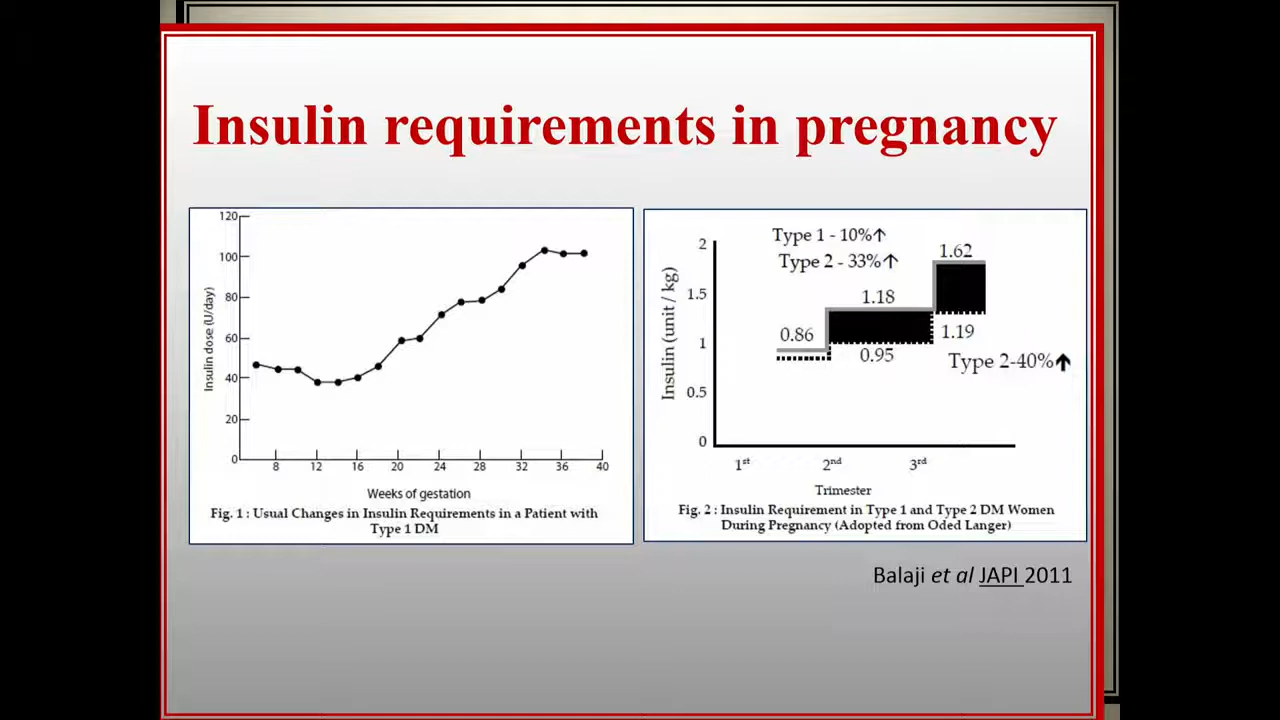 Insulin requirements in pregnancy
120
100
80
60
40
20
0
Insulin dose (U/day)
8 12 16 20 24 28 32 36 40
Weeks of gestation
Fig. 1 : Usual Changes in Insulin Requirements in a Patient with
Type 1 DM
Type 1 - 10%↑
Type 2 - 33%↑
2
1.5
1
0.5
0
Insulin (unit / kg)
0.86
1.18
0.95
1.62
1.19
Type 2-40%↑
1st 2nd 3rd
Trimester
Fig. 2 : Insulin Requirement in Type 1 and Type 2 DM Women
During Pregnancy (Adopted from Oded Langer)
Balaji et al JAPI 2011